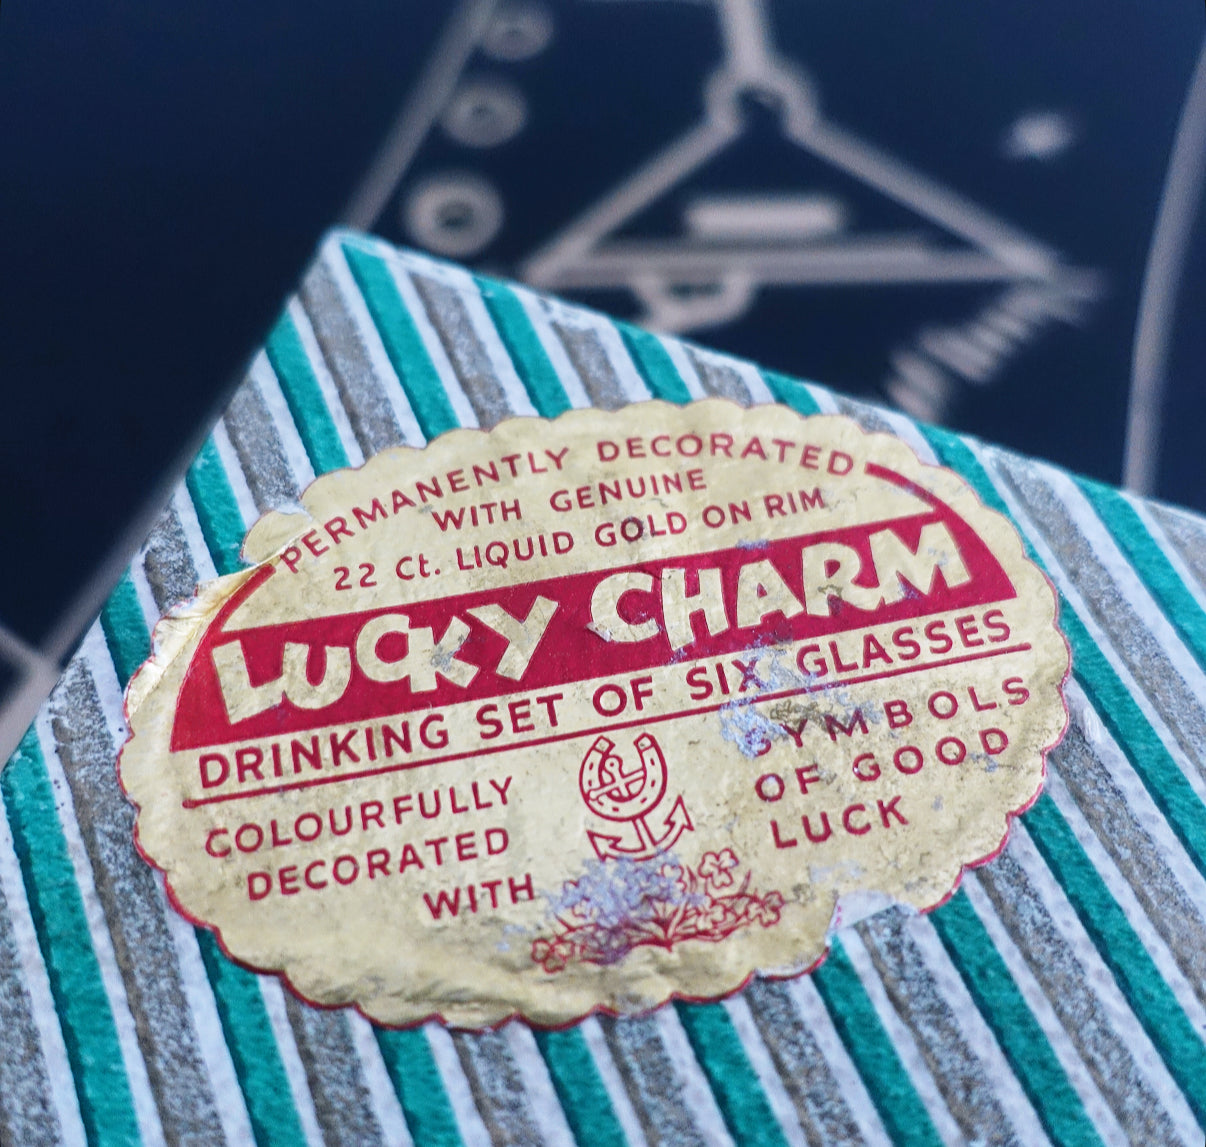 PERMANENTLY DECORATED
WITH GENUINE
22 Ct. LIQUID GOLD ON RIM
LUCKY CHARM
DRINKING SET OF SIX GLASSES
COLOURFULLY
DECORATED
WITH
SYMBOLS
OF GOOD
LUCK